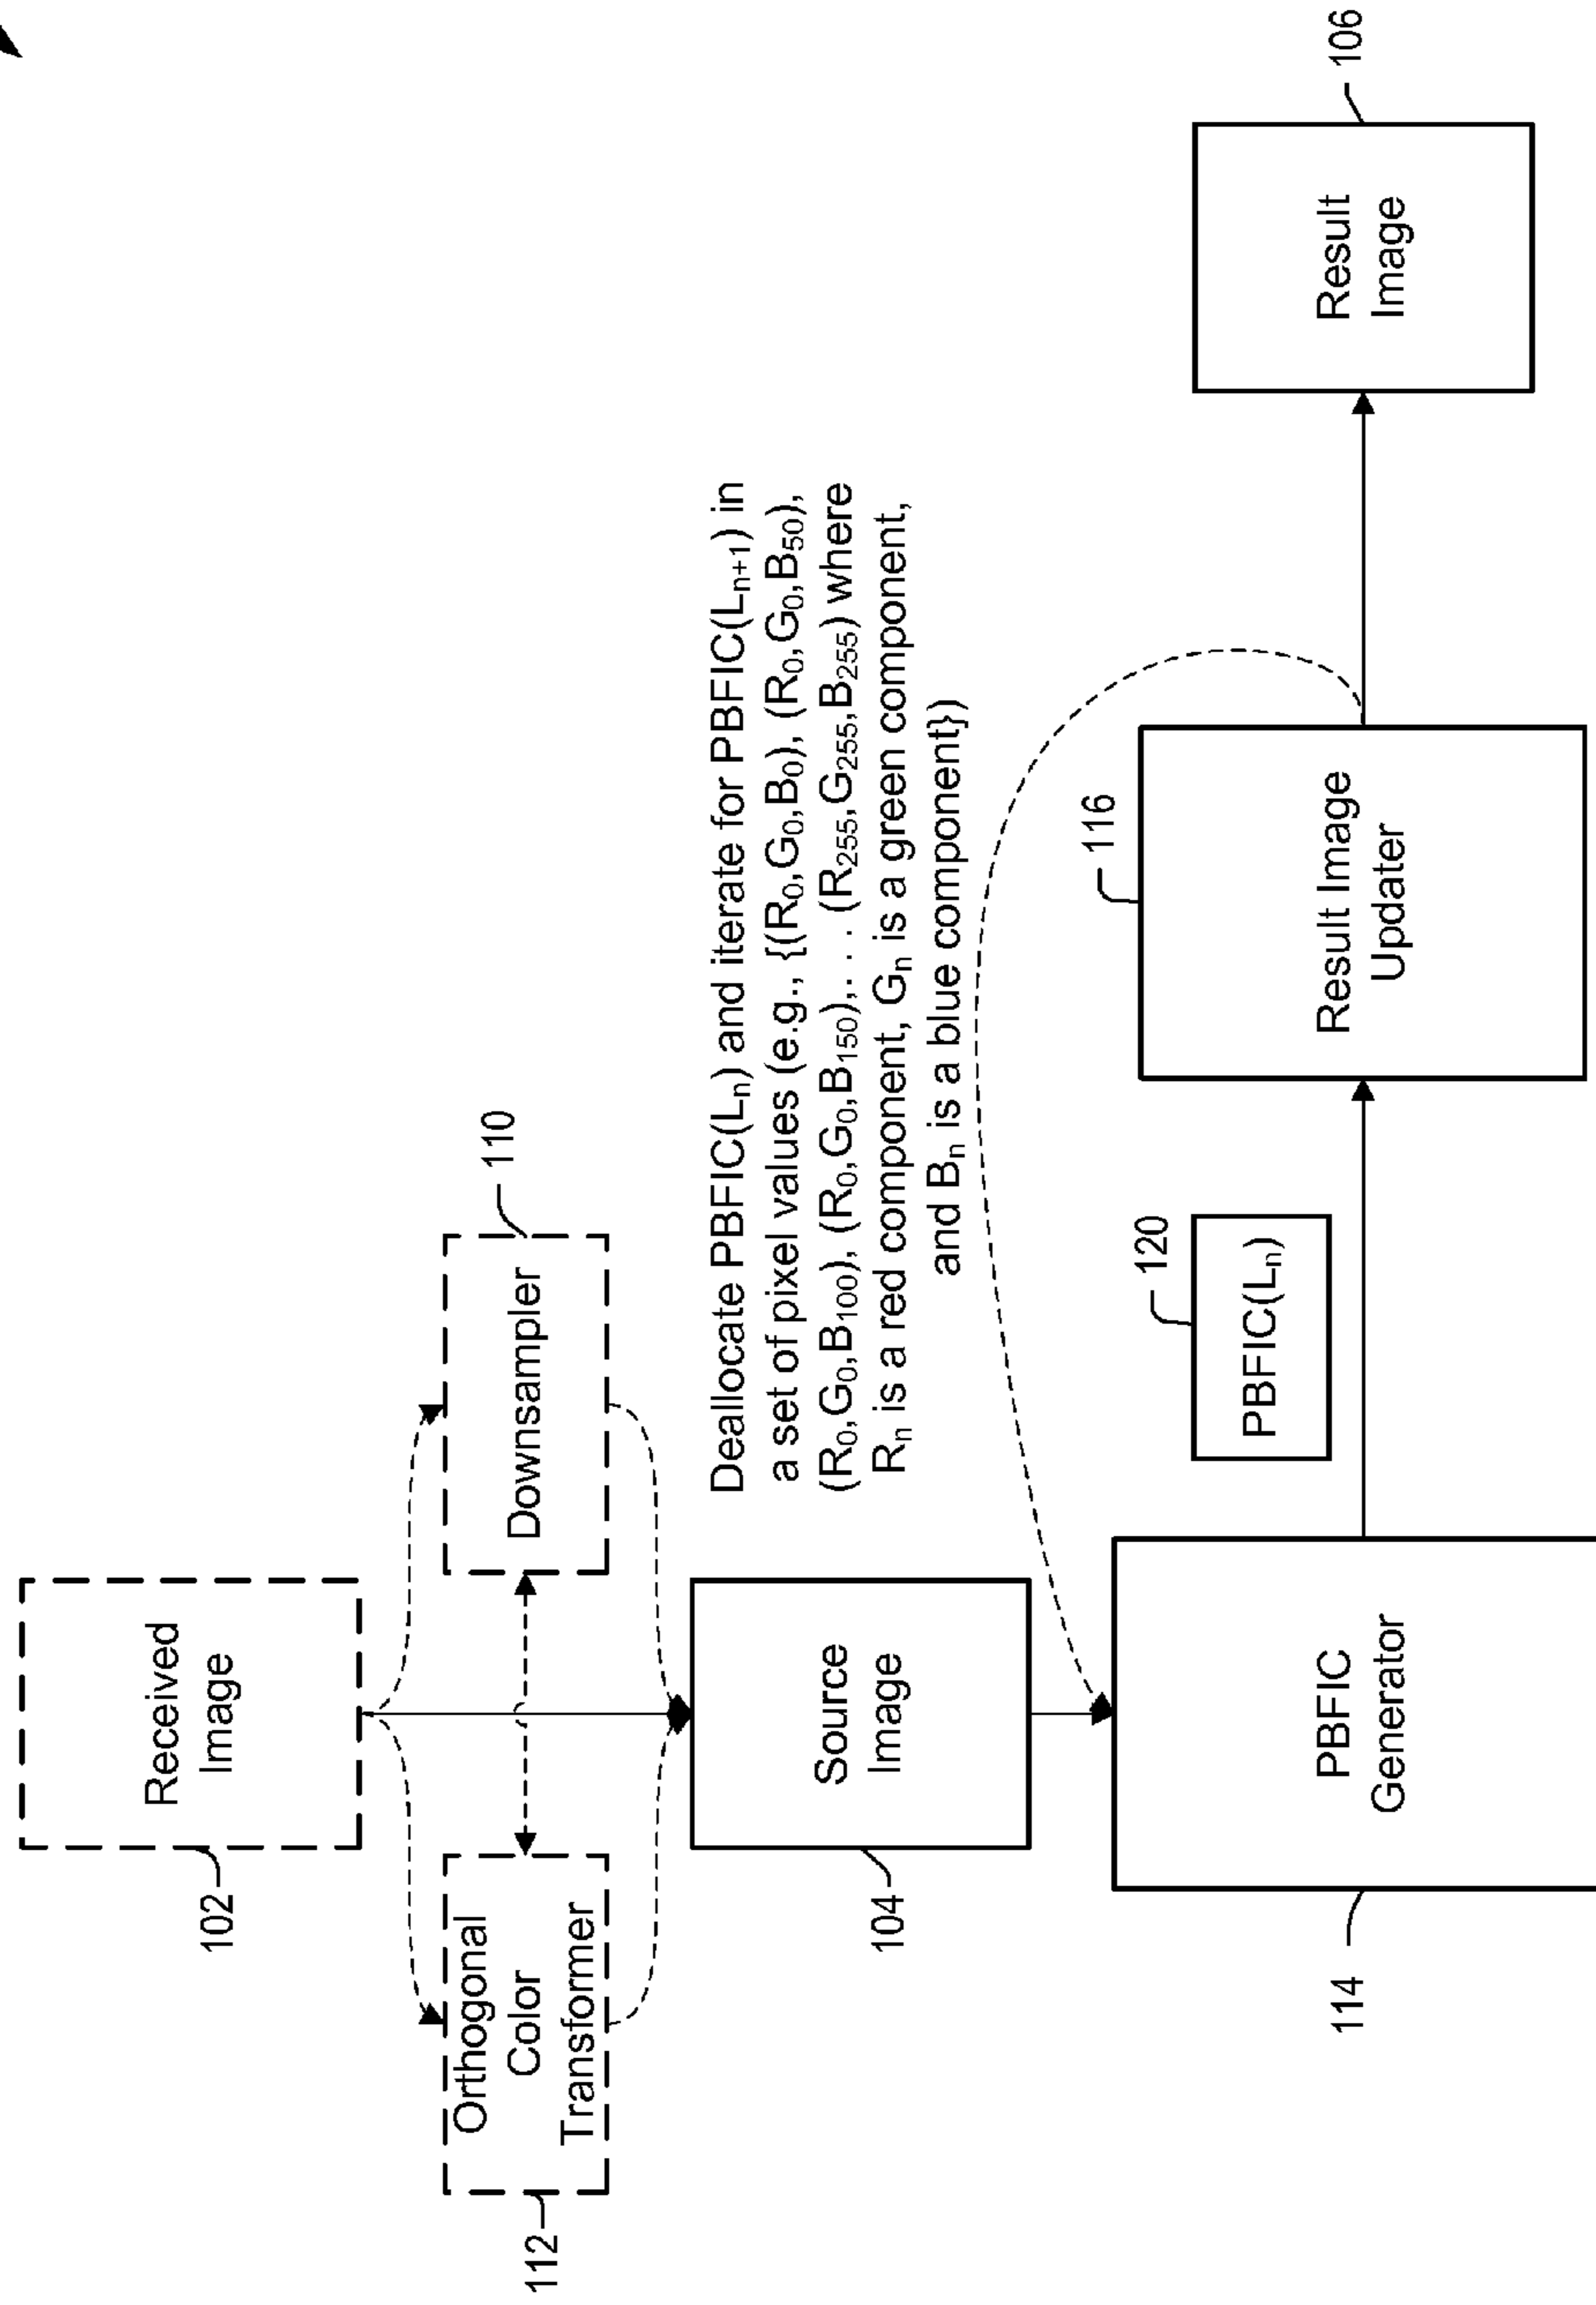 Received
Image
102
Orthogonal
Color
Transformer
112
Downsampler
110
Source
Image
104
Deallocate PBFIC(Lₙ) and iterate for PBFIC(Lₙ₊₁) in
a set of pixel values (e.g., {(R₀,G₀,B₀), (R₀,G₀,B₅₀),
(R₀,G₀,B₁₀₀), (R₀,G₀,B₁₅₀),. . . (R₂₅₅,G₂₅₅,B₂₅₅) where
Rₙ is a red component, Gₙ is a green component,
and Bₙ is a blue component})
PBFIC
Generator
114
120
PBFIC(Lₙ)
116
Result Image
Updater
Result
Image
106